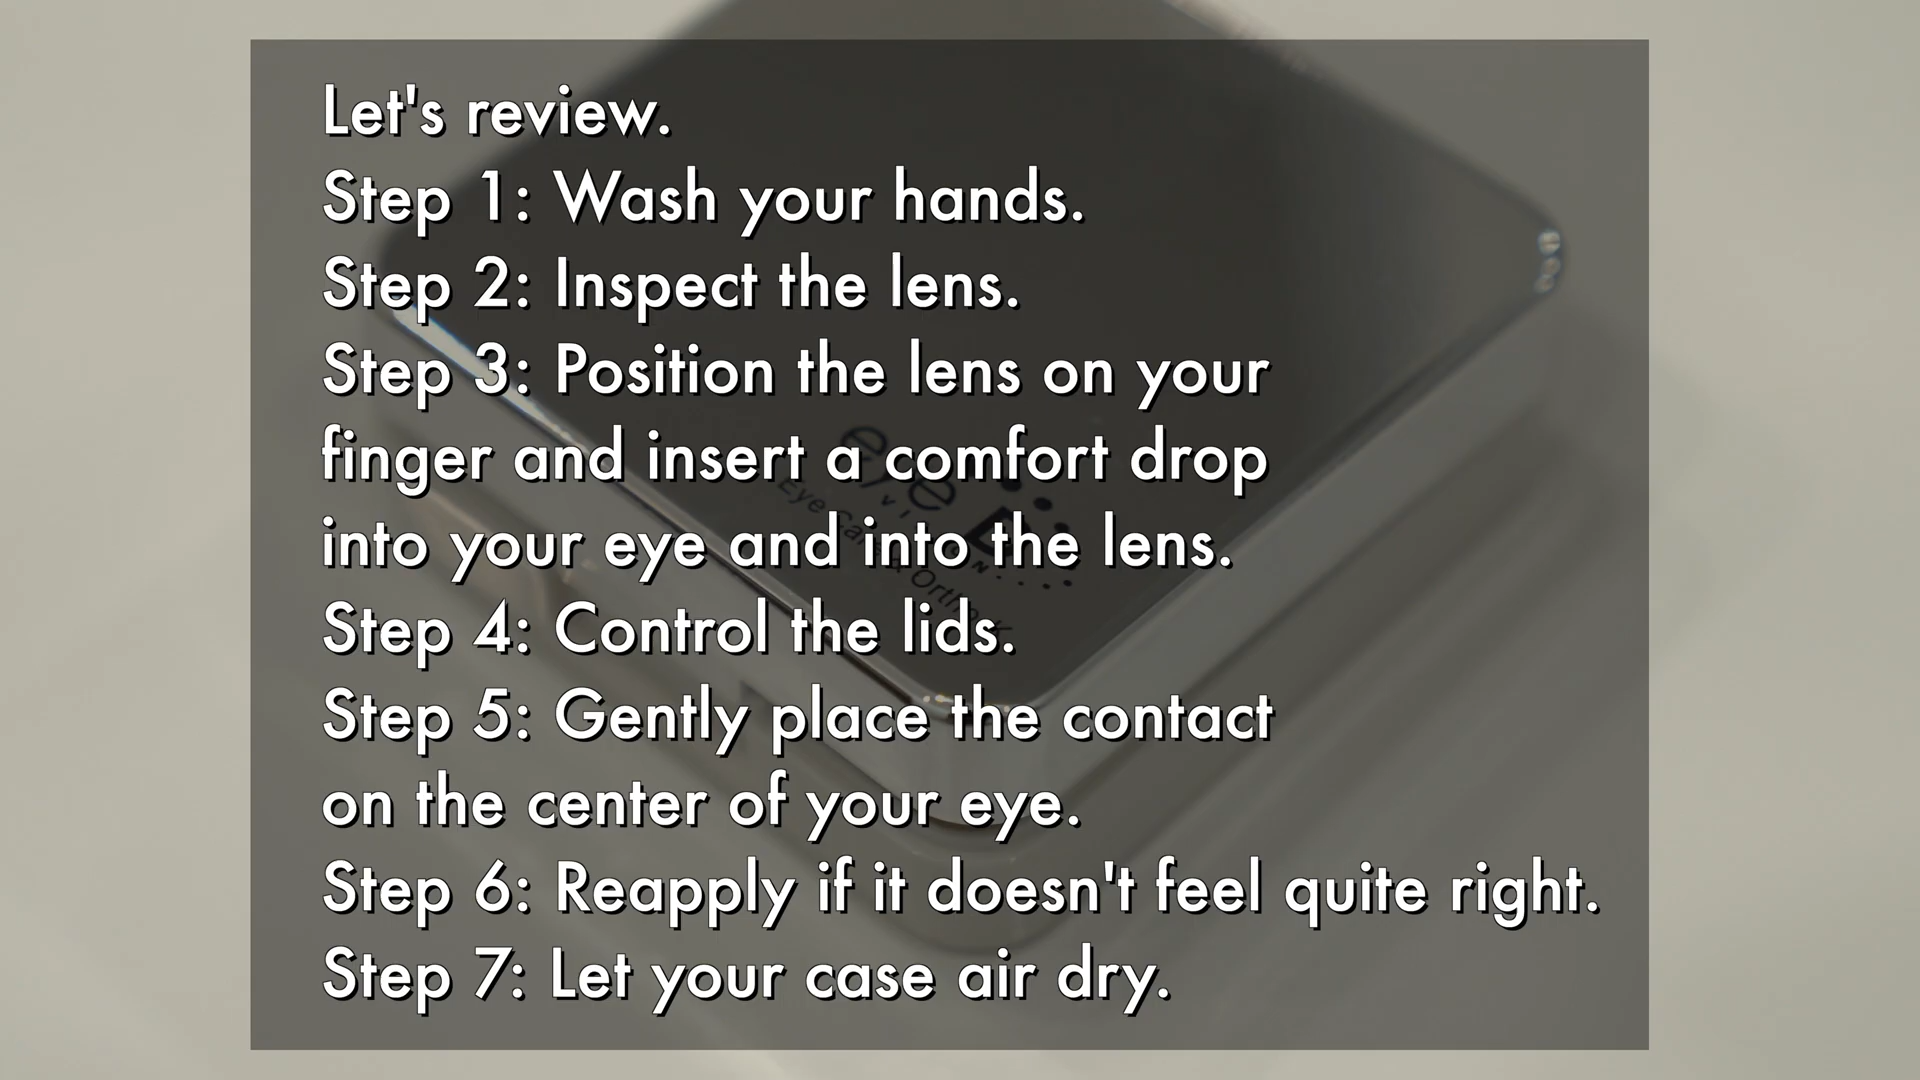 Let's review.
Step 1: Wash your hands.
Step 2: Inspect the lens.
Step 3: Position the lens on your
finger and insert a comfort drop
into your eye and into the lens.
Step 4: Control the lids.
Step 5: Gently place the contact
on the center of your eye.
Step 6: Reapply if it doesn't feel quite right.
Step 7: Let your case air dry.
eye